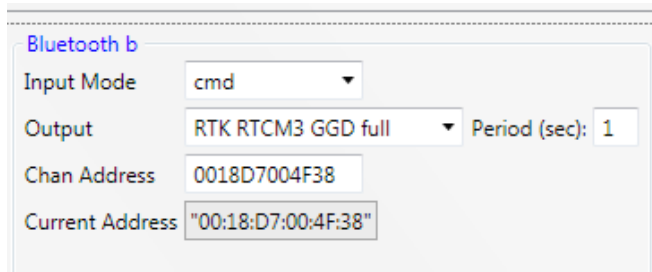 Bluetooth b
Input Mode cmd
Output RTK RTCM3 GGD full Period (sec): 1
Chan Address 0018D7004F38
Current Address "00:18:D7:00:4F:38"